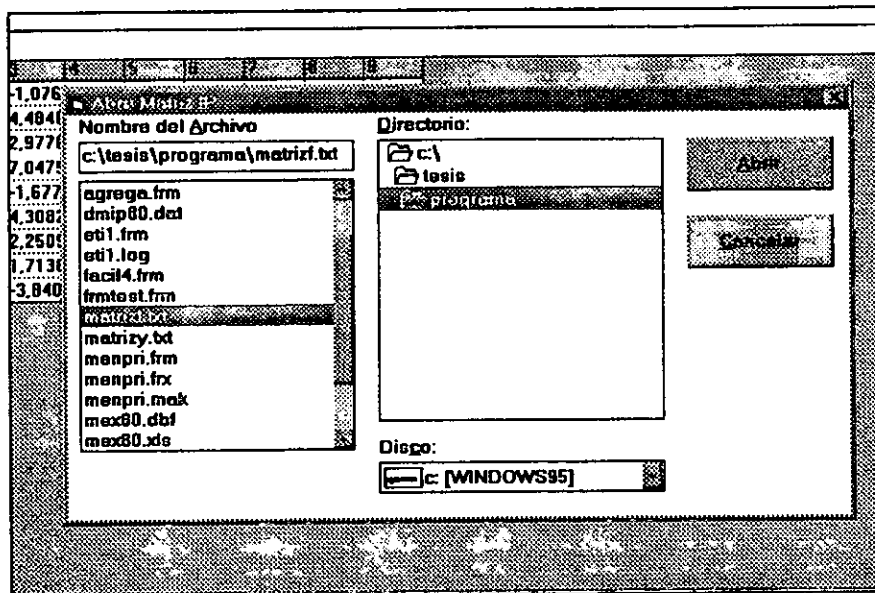 3 4 5 6 7 8 9
-1,076
4,484
2,977
7,047
-1,677
4,308
2,250
1,713
-3,840
Abrir Matriz
Nombre del Archivo
c:\tesis\programa\matrizf.txt
agrega.frm
dmip80.dat
eti1.frm
eti1.log
facil4.frm
frmtest.frm
matrizf.txt
matrizy.txt
menpri.frm
menpri.frx
menpri.mak
mex80.dbf
mex80.xls
Directorio:
c:\
tesis
programa
Disco:
c: [WINDOWS95]
Abrir
Cancelar